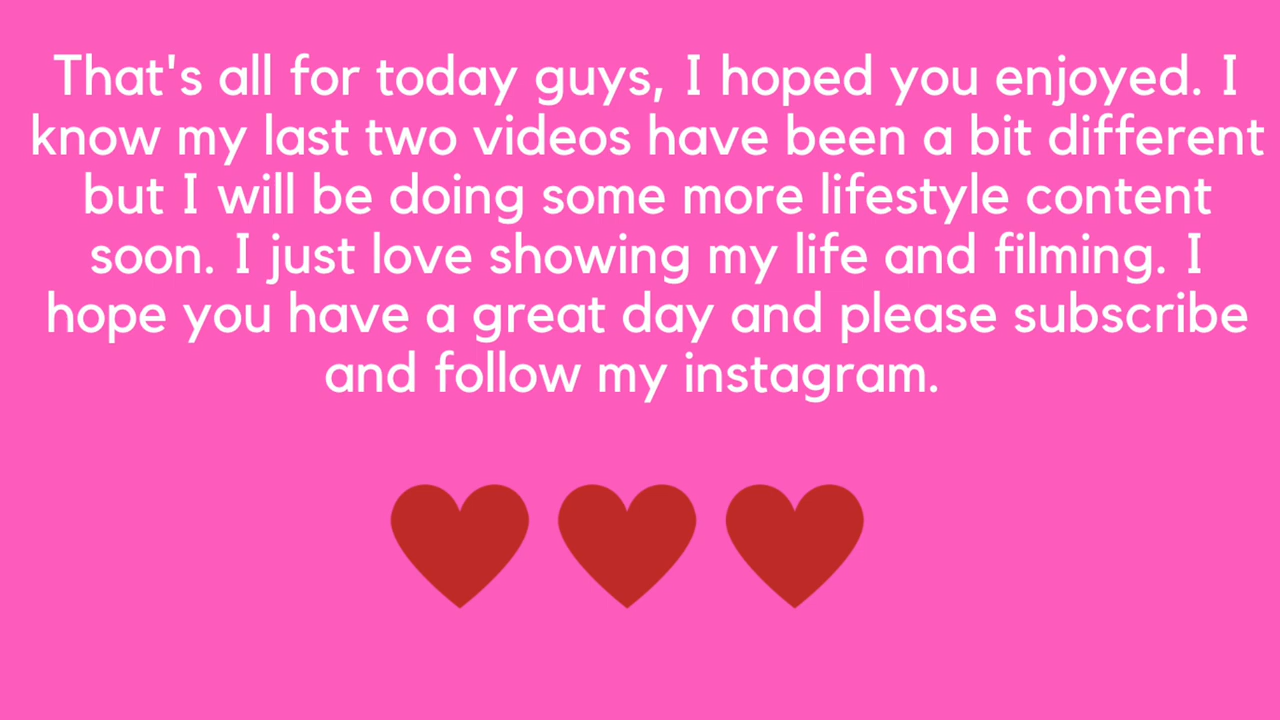 That's all for today guys, I hoped you enjoyed. I
know my last two videos have been a bit different
but I will be doing some more lifestyle content
soon. I just love showing my life and filming. I
hope you have a great day and please subscribe
and follow my instagram.